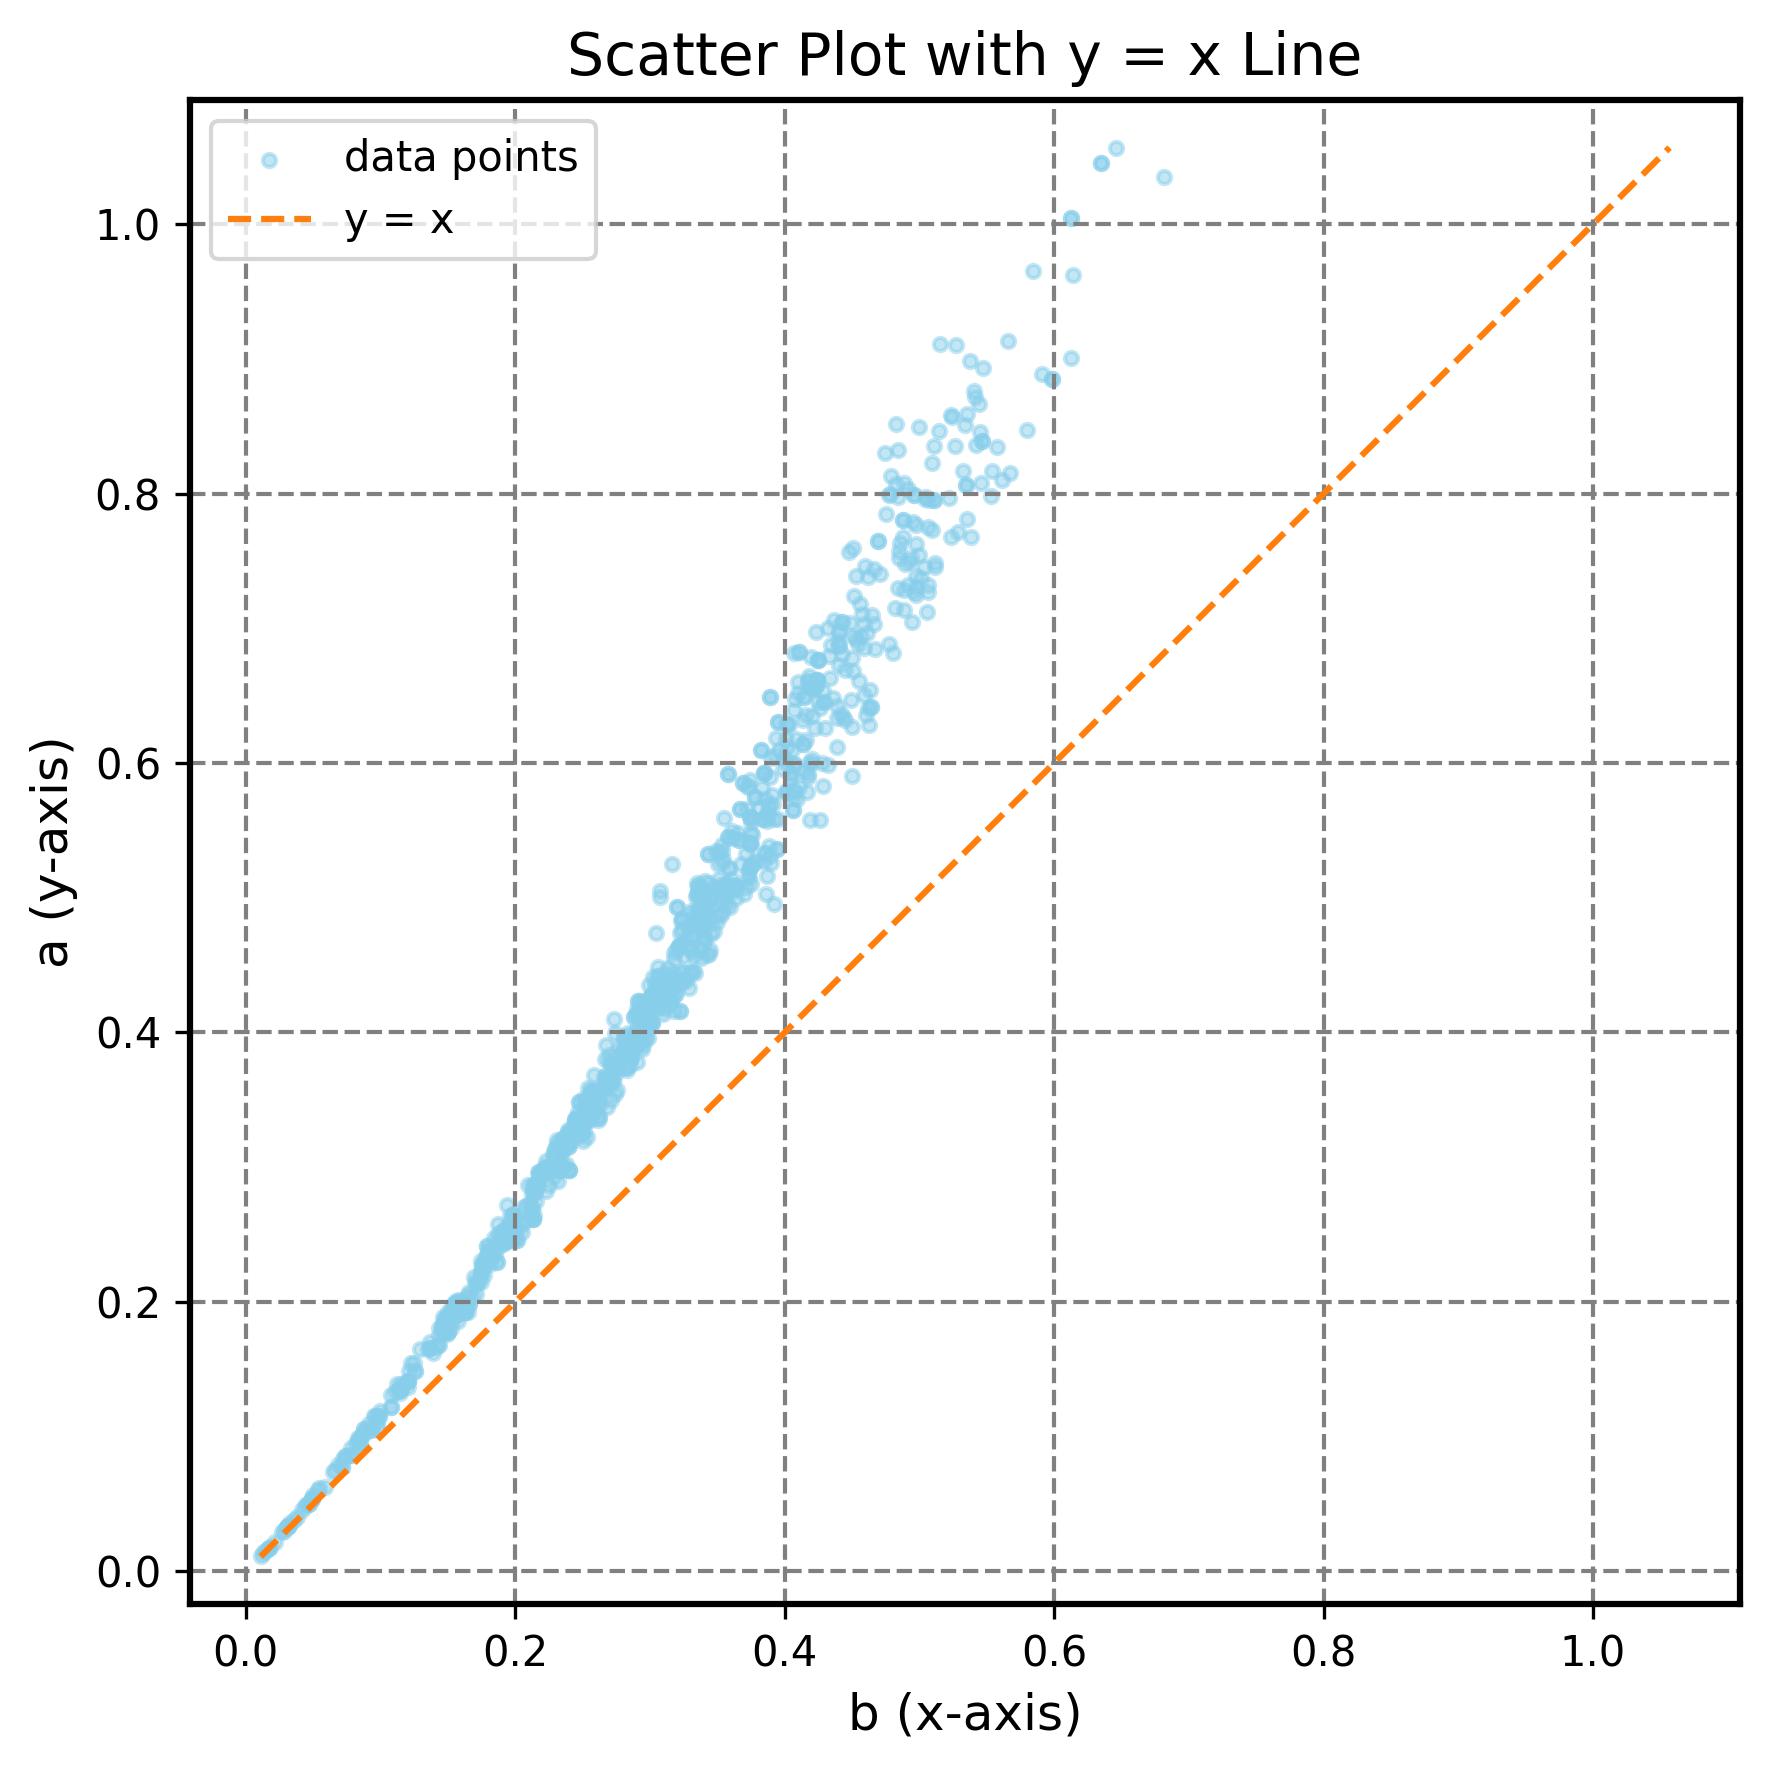 Scatter Plot with y = x Line
data points
y = x
1.0
0.8
0.6
0.4
0.2
0.0
a (y-axis)
0.0 0.2 0.4 0.6 0.8 1.0
b (x-axis)